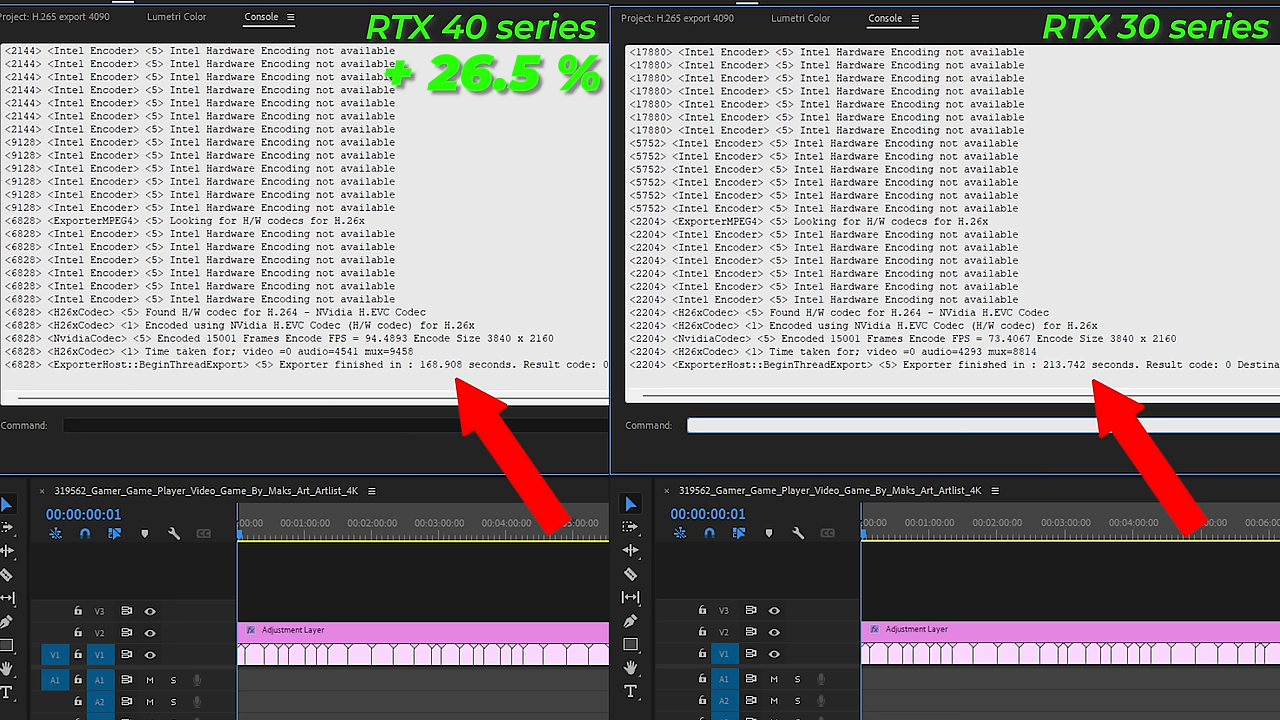 Project: H.265 export 4090
Lumetri Color
Console
RTX 40 series
+ 26.5 %
<2144> <Intel Encoder> <5> Intel Hardware Encoding not available
<2144> <Intel Encoder> <5> Intel Hardware Encoding not available
<2144> <Intel Encoder> <5> Intel Hardware Encoding not available
<2144> <Intel Encoder> <5> Intel Hardware Encoding not available
<2144> <Intel Encoder> <5> Intel Hardware Encoding not available
<2144> <Intel Encoder> <5> Intel Hardware Encoding not available
<2144> <Intel Encoder> <5> Intel Hardware Encoding not available
<9128> <Intel Encoder> <5> Intel Hardware Encoding not available
<9128> <Intel Encoder> <5> Intel Hardware Encoding not available
<9128> <Intel Encoder> <5> Intel Hardware Encoding not available
<9128> <Intel Encoder> <5> Intel Hardware Encoding not available
<9128> <Intel Encoder> <5> Intel Hardware Encoding not available
<9128> <Intel Encoder> <5> Intel Hardware Encoding not available
<6828> <ExporterMPEG4> <5> Looking for H/W codecs for H.26x
<6828> <Intel Encoder> <5> Intel Hardware Encoding not available
<6828> <Intel Encoder> <5> Intel Hardware Encoding not available
<6828> <Intel Encoder> <5> Intel Hardware Encoding not available
<6828> <Intel Encoder> <5> Intel Hardware Encoding not available
<6828> <Intel Encoder> <5> Intel Hardware Encoding not available
<6828> <Intel Encoder> <5> Intel Hardware Encoding not available
<6828> <H26xCodec> <5> Found H/W codec for H.264 - NVidia H.EVC Codec
<6828> <H26xCodec> <1> Encoded using NVidia H.EVC Codec (H/W codec) for H.26x
<6828> <NvidiaCodec> <5> Encoded 15001 Frames Encode FPS = 94.4893 Encode Size 3840 x 2160
<6828> <H26xCodec> <1> Time taken for; video =0 audio=4541 mux=9458
<6828> <ExporterHost::BeginThreadExport> <5> Exporter finished in : 168.908 seconds. Result code: 0
Command:
319562_Gamer_Game_Player_Video_Game_By_Maks_Art_Artlist_4K
00:00:00:01
:00:00 00:01:00:00 00:02:00:00 00:03:00:00 00:04:00:00 05:00:00
V3
V2
fx Adjustment Layer
V1 V1
A1 A1 M S
A2 M S
T
Project: H.265 export 4090
Lumetri Color
Console
RTX 30 series
<17880> <Intel Encoder> <5> Intel Hardware Encoding not available
<17880> <Intel Encoder> <5> Intel Hardware Encoding not available
<17880> <Intel Encoder> <5> Intel Hardware Encoding not available
<17880> <Intel Encoder> <5> Intel Hardware Encoding not available
<17880> <Intel Encoder> <5> Intel Hardware Encoding not available
<17880> <Intel Encoder> <5> Intel Hardware Encoding not available
<17880> <Intel Encoder> <5> Intel Hardware Encoding not available
<5752> <Intel Encoder> <5> Intel Hardware Encoding not available
<5752> <Intel Encoder> <5> Intel Hardware Encoding not available
<5752> <Intel Encoder> <5> Intel Hardware Encoding not available
<5752> <Intel Encoder> <5> Intel Hardware Encoding not available
<5752> <Intel Encoder> <5> Intel Hardware Encoding not available
<5752> <Intel Encoder> <5> Intel Hardware Encoding not available
<2204> <ExporterMPEG4> <5> Looking for H/W codecs for H.26x
<2204> <Intel Encoder> <5> Intel Hardware Encoding not available
<2204> <Intel Encoder> <5> Intel Hardware Encoding not available
<2204> <Intel Encoder> <5> Intel Hardware Encoding not available
<2204> <Intel Encoder> <5> Intel Hardware Encoding not available
<2204> <Intel Encoder> <5> Intel Hardware Encoding not available
<2204> <Intel Encoder> <5> Intel Hardware Encoding not available
<2204> <H26xCodec> <5> Found H/W codec for H.264 - NVidia H.EVC Codec
<2204> <H26xCodec> <1> Encoded using NVidia H.EVC Codec (H/W codec) for H.26x
<2204> <NvidiaCodec> <5> Encoded 15001 Frames Encode FPS = 73.4067 Encode Size 3840 x 2160
<2204> <H26xCodec> <1> Time taken for; video =0 audio=4293 mux=8814
<2204> <ExporterHost::BeginThreadExport> <5> Exporter finished in : 213.742 seconds. Result code: 0 Destina
Command:
319562_Gamer_Game_Player_Video_Game_By_Maks_Art_Artlist_4K
00:00:00:01
:00:00 00:01:00:00 00:02:00:00 00:03:00:00 00:04:00:00 00:00 00:06:0
V3
V2
fx Adjustment Layer
V1
A1 M S
A2 M S
T